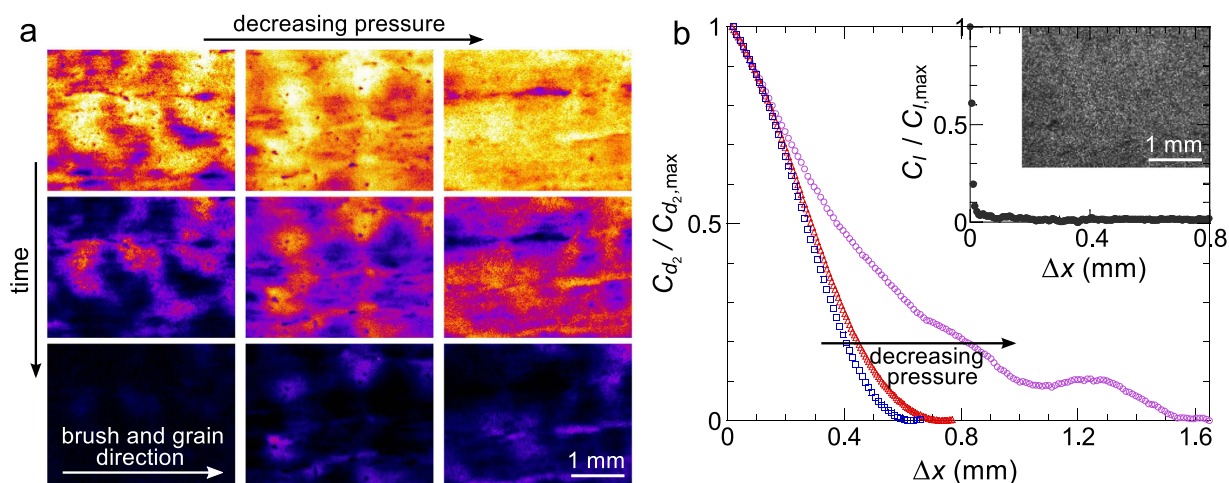 a
decreasing pressure
time
brush and grain
direction
1 mm
b
C_{d_2} / C_{d_2,max}
1
0.5
0
0
0.4
0.8
1.2
1.6
Δx (mm)
decreasing
pressure
C_I / C_{I,max}
1
0.5
0
0
0.4
0.8
Δx (mm)
1 mm